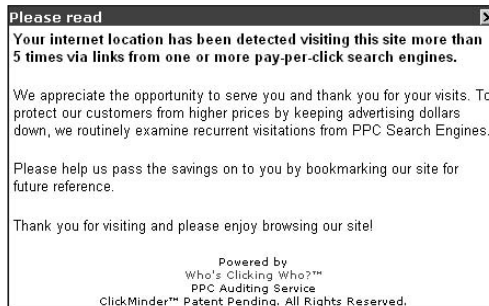 Please read
Your internet location has been detected visiting this site more than
5 times via links from one or more pay-per-click search engines.
We appreciate the opportunity to serve you and thank you for your visits. To
protect our customers from higher prices by keeping advertising dollars
down, we routinely examine recurrent visitations from PPC Search Engines.
Please help us pass the savings on to you by bookmarking our site for
future reference.
Thank you for visiting and please enjoy browsing our site!
Powered by
Who's Clicking Who?™
PPC Auditing Service
ClickMinder™ Patent Pending. All Rights Reserved.